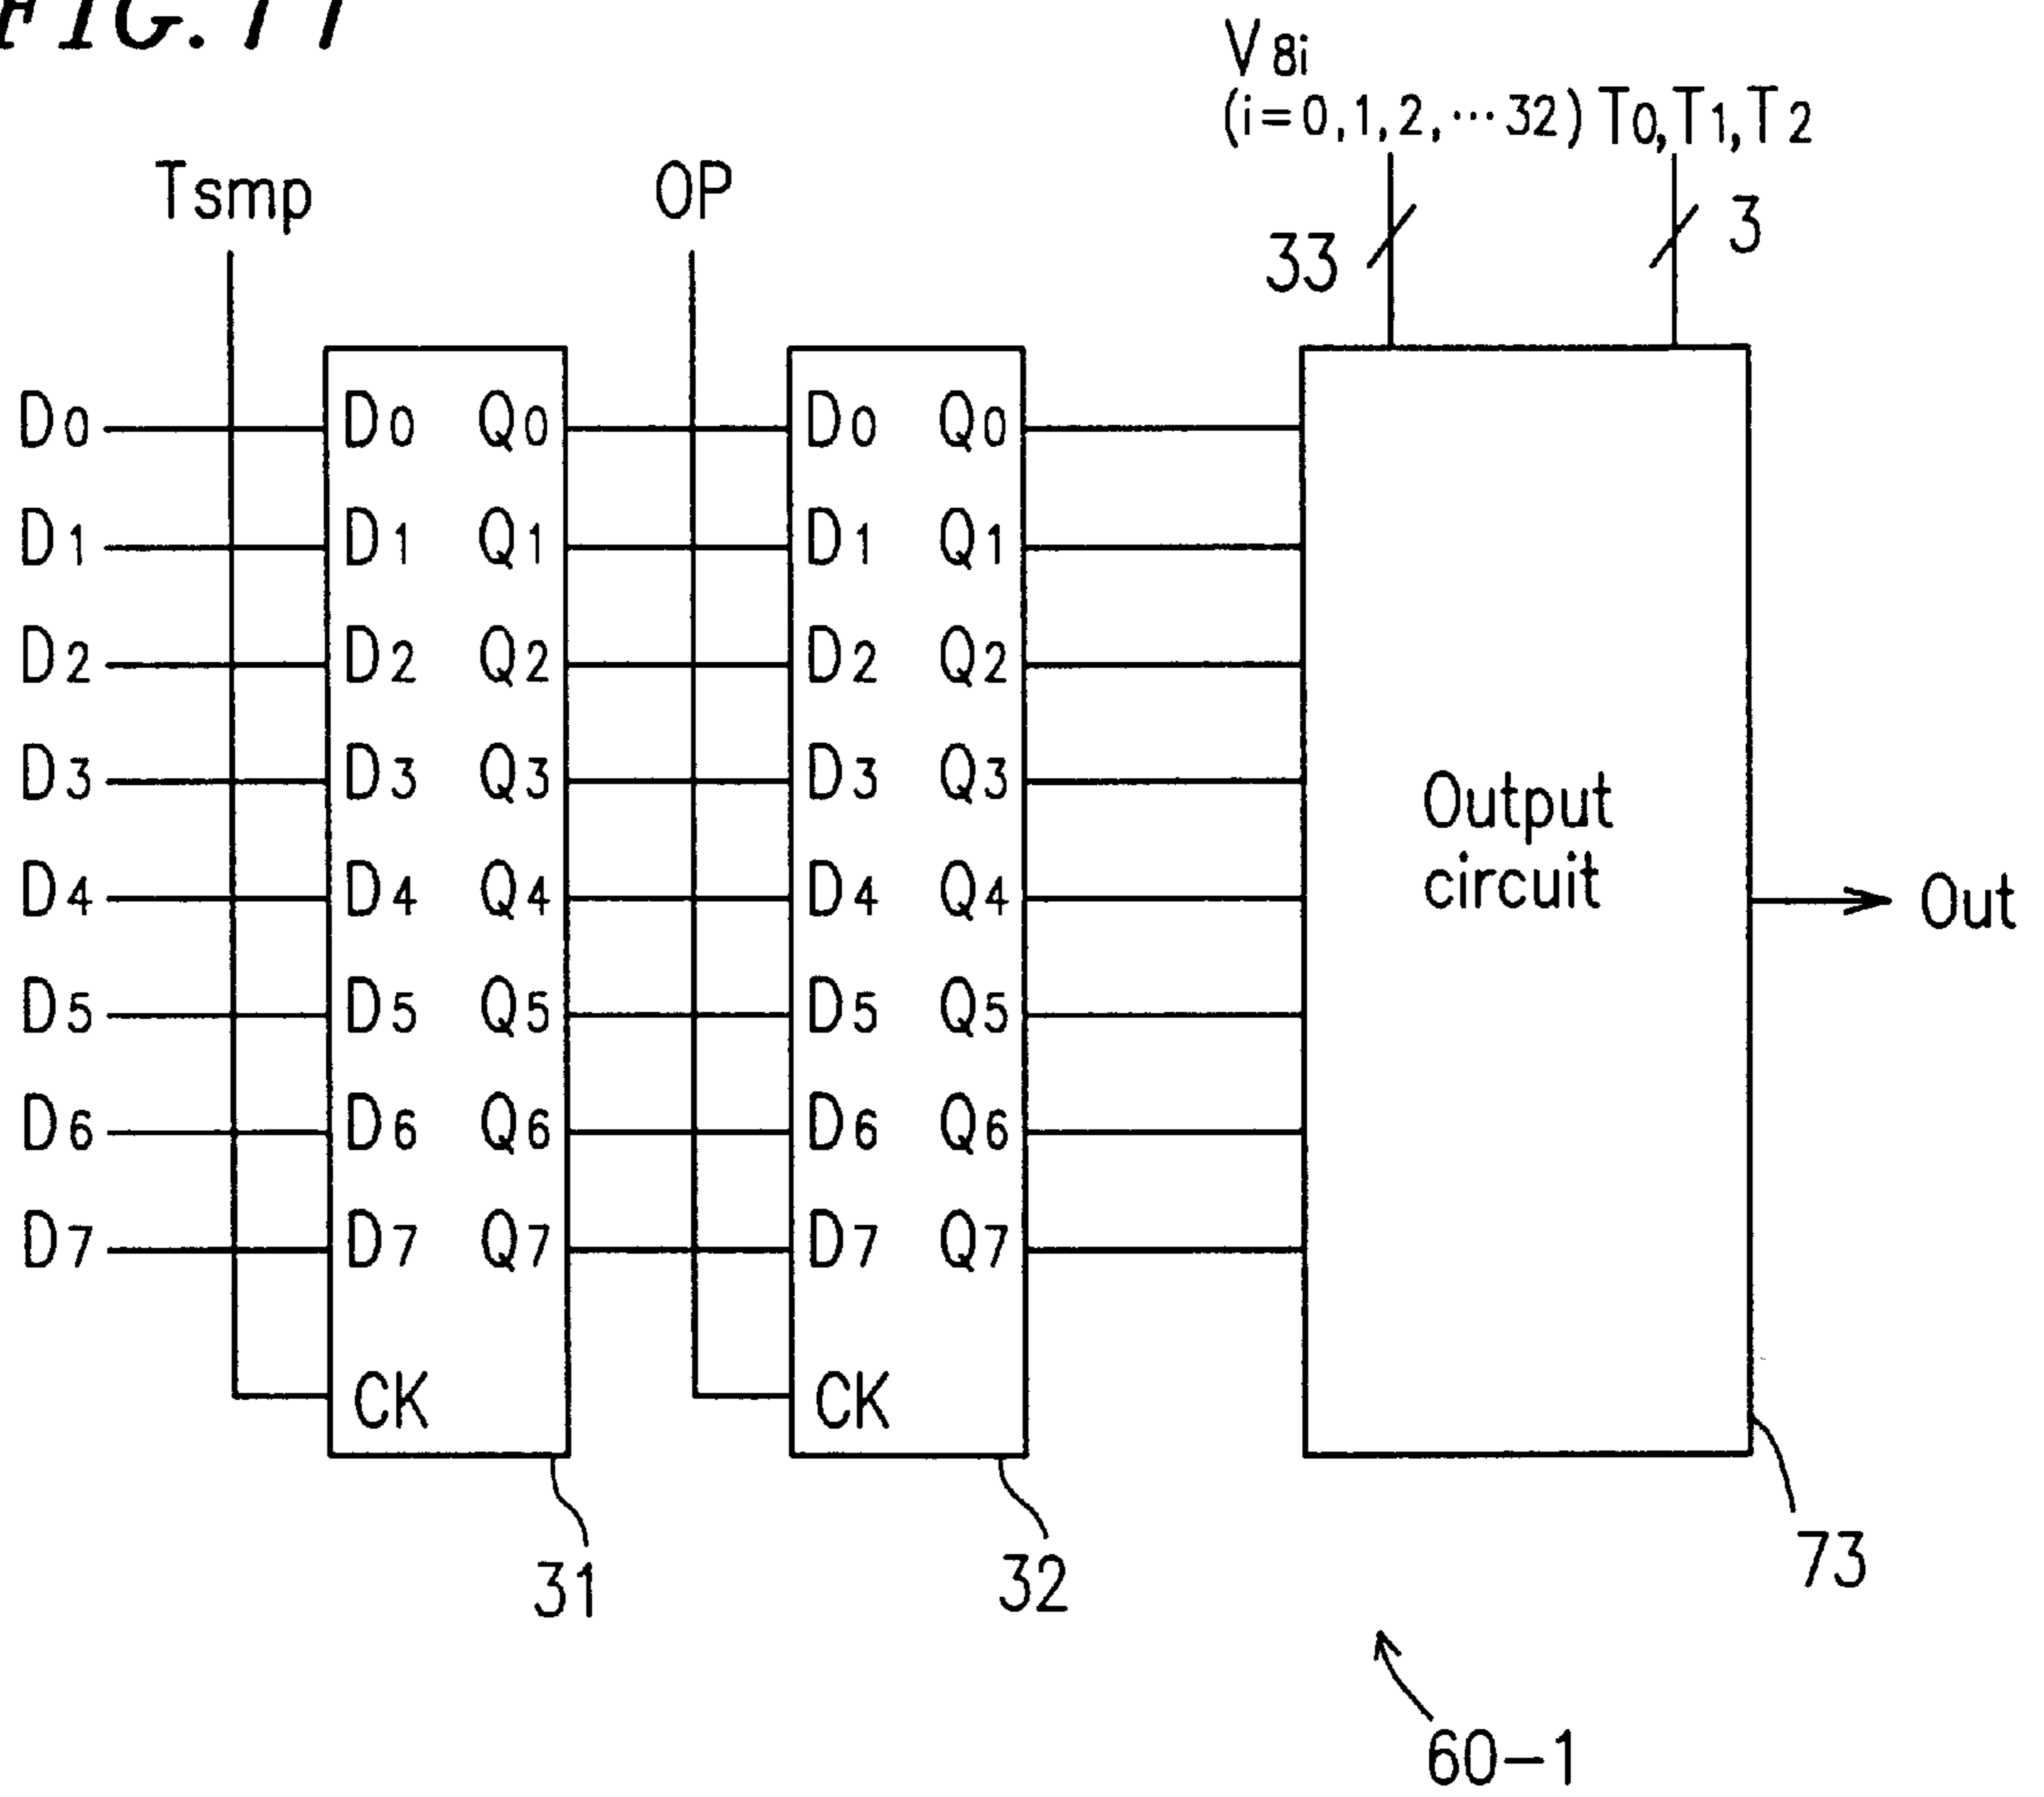 FIG. 11
V8i
(i=0,1,2,···32) T0,T1,T2
Tsmp
OP
33
3
D0 D0 Q0 D0 Q0
D1 D1 Q1 D1 Q1
D2 D2 Q2 D2 Q2
D3 D3 Q3 D3 Q3
D4 D4 Q4 D4 Q4
D5 D5 Q5 D5 Q5
D6 D6 Q6 D6 Q6
D7 D7 Q7 D7 Q7
CK CK
Output
circuit
Out
31
32
73
60-1